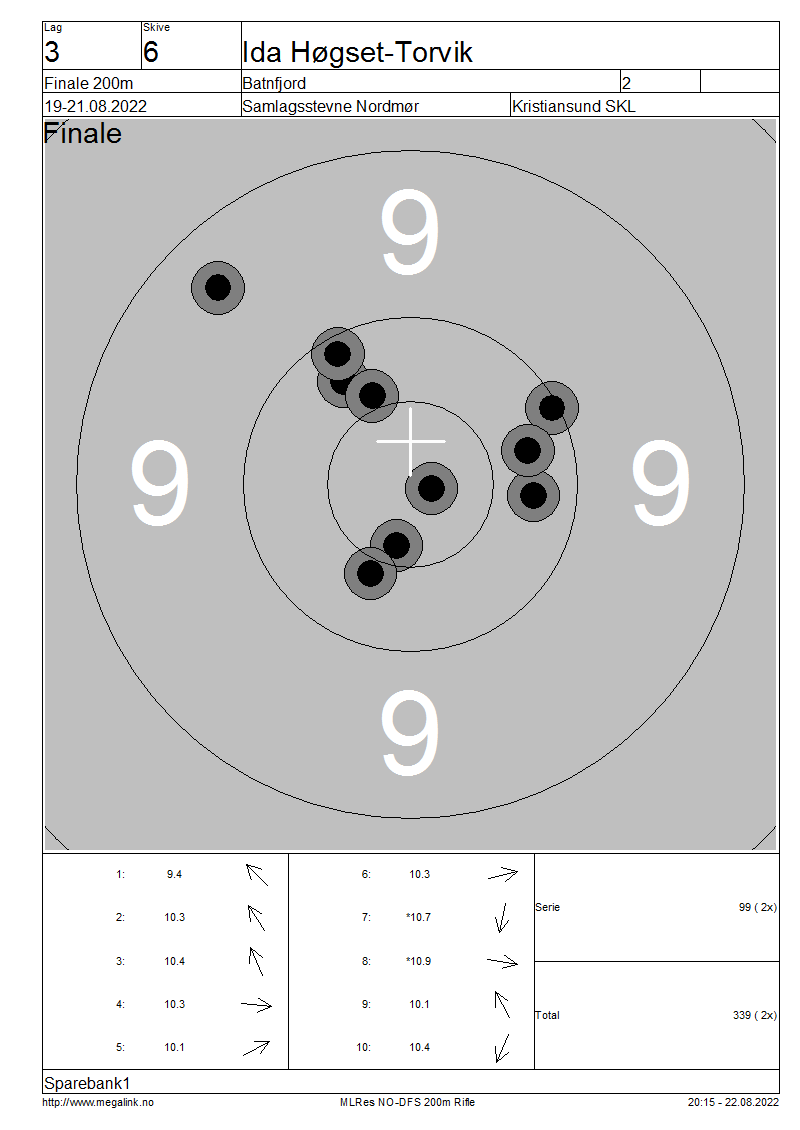 Lag Skive
3 6 Ida Høgset-Torvik
Finale 200m Batnfjord 2
19-21.08.2022 Samlagsstevne Nordmør Kristiansund SKL
Finale
9
9 9
9
1: 9.4 6: 10.3
2: 10.3 7: *10.7
Serie 99 ( 2x)
3: 10.4 8: *10.9
4: 10.3 9: 10.1
Total 339 ( 2x)
5: 10.1 10: 10.4
Sparebank1
http://www.megalink.no MLRes NO-DFS 200m Rifle 20:15 - 22.08.2022